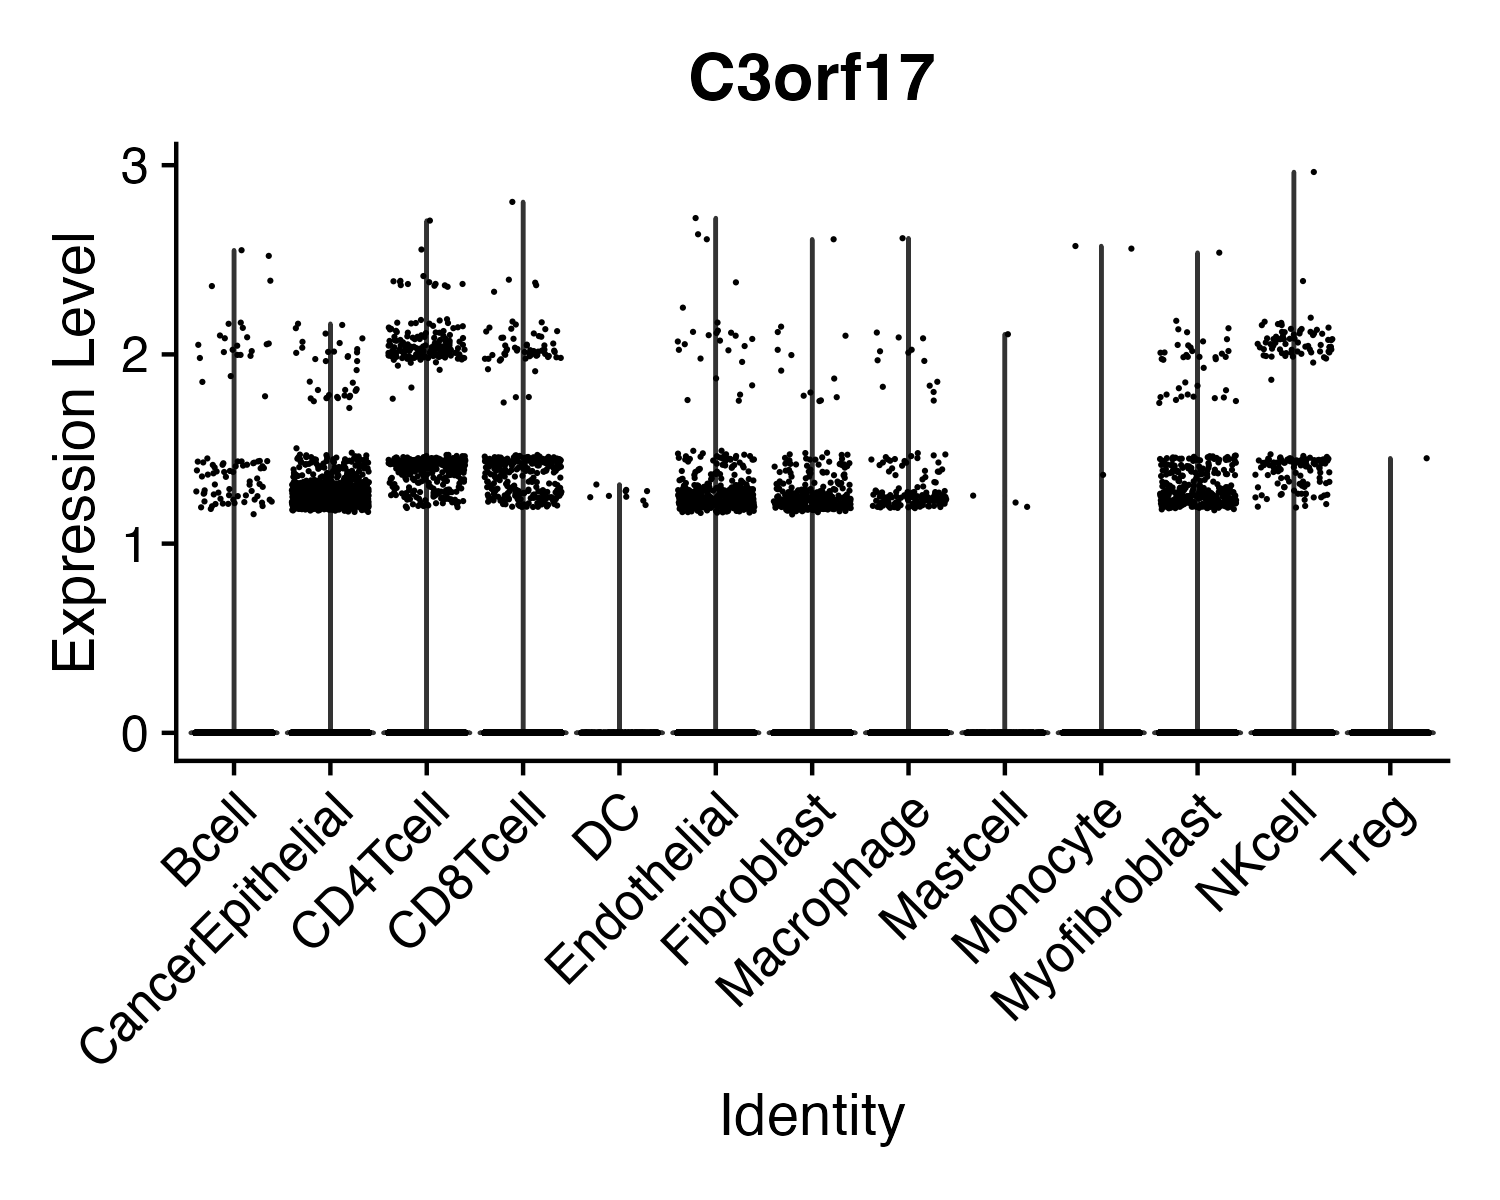 C3orf17
Expression Level
3
2
1
0
Bcell
CancerEpithelial
CD4Tcell
CD8Tcell
DC
Endothelial
Fibroblast
Macrophage
Mastcell
Monocyte
Myofibroblast
NKcell
Treg
Identity